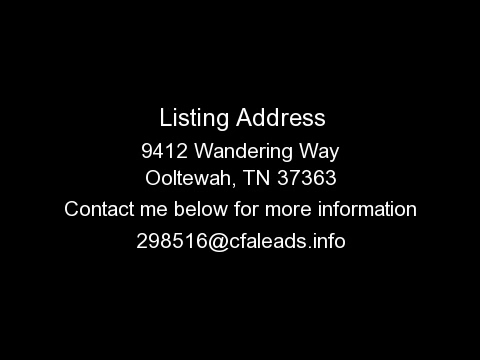 Listing Address
9412 Wandering Way
Ooltewah, TN 37363
Contact me below for more information
298516@cfaleads.info